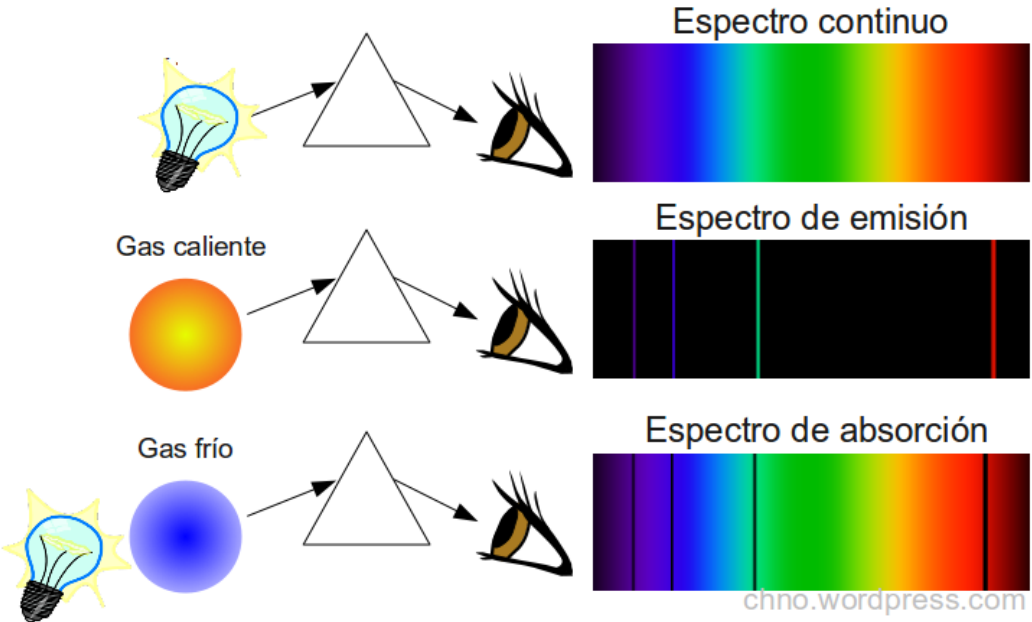 Espectro continuo
Espectro de emisión
Gas caliente
Espectro de absorción
Gas frío
chno.wordpress.com